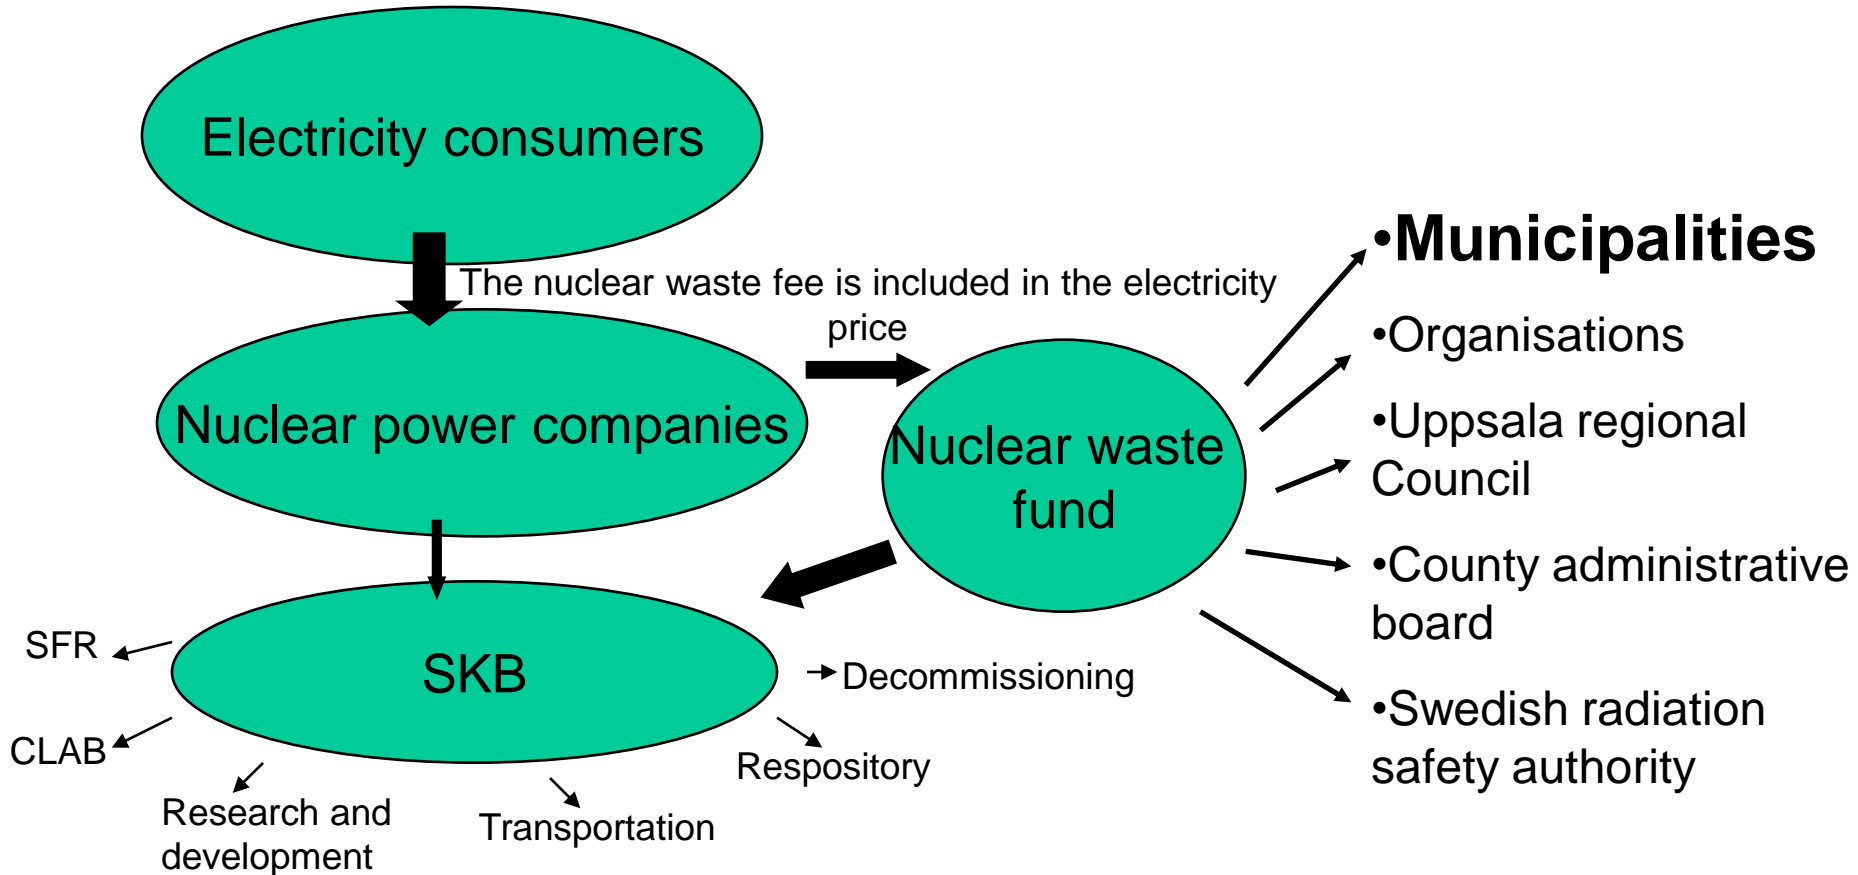 Electricity consumers
The nuclear waste fee is included in the electricity
price
Nuclear power companies
Nuclear waste
fund
•Municipalities
•Organisations
•Uppsala regional
Council
•County administrative
board
•Swedish radiation
safety authority
SKB
SFR
CLAB
Research and
development
Transportation
Respository
Decommissioning